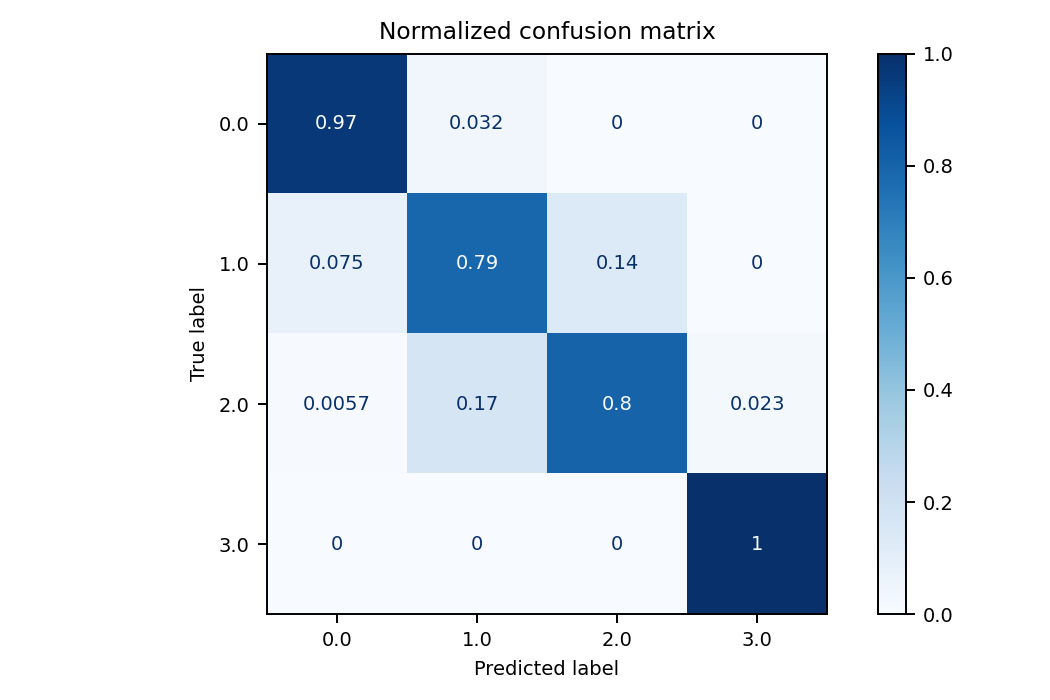 Normalized confusion matrix
0.0 0.97 0.032 0 0
1.0 0.075 0.79 0.14 0
2.0 0.0057 0.17 0.8 0.023
3.0 0 0 0 1
0.0 1.0 2.0 3.0
Predicted label
True label
1.0
0.8
0.6
0.4
0.2
0.0